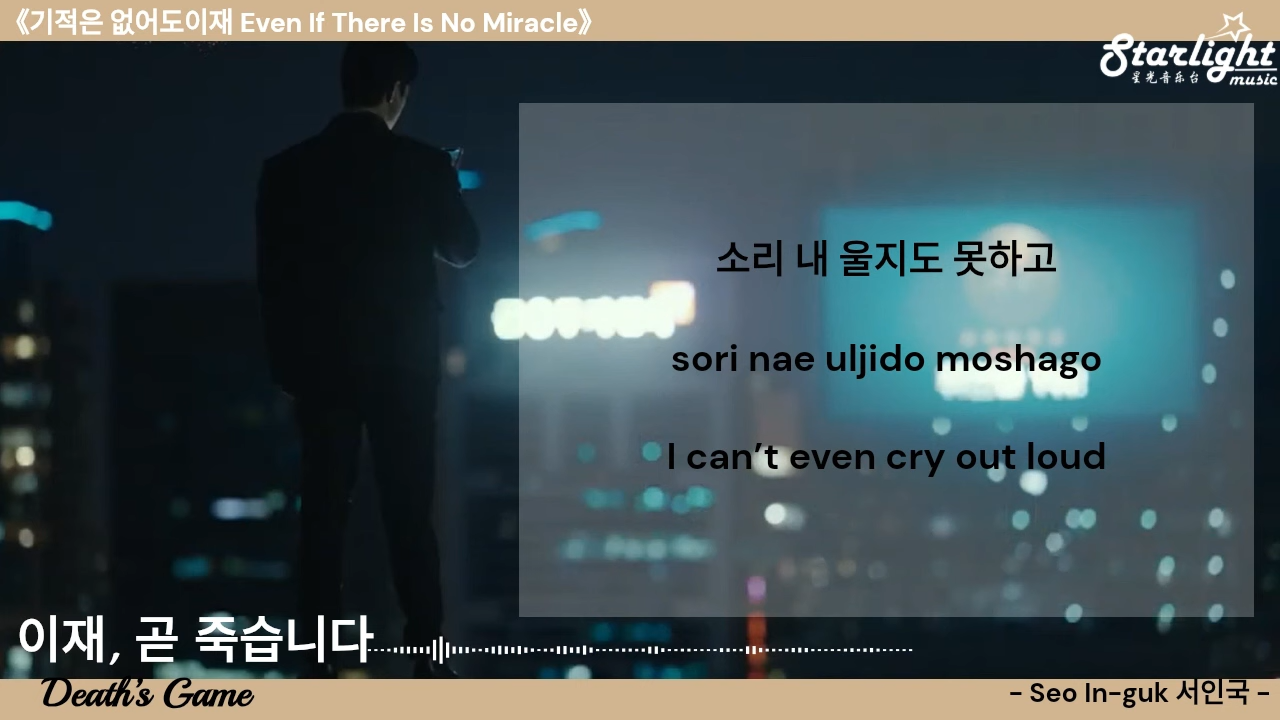 《기적은 없어도이재 Even If There Is No Miracle》
Starlight
星光音乐台 music
소리 내 울지도 못하고
sori nae uljido moshago
I can’t even cry out loud
이재, 곧 죽습니다
Death's Game
- Seo In-guk 서인국 -